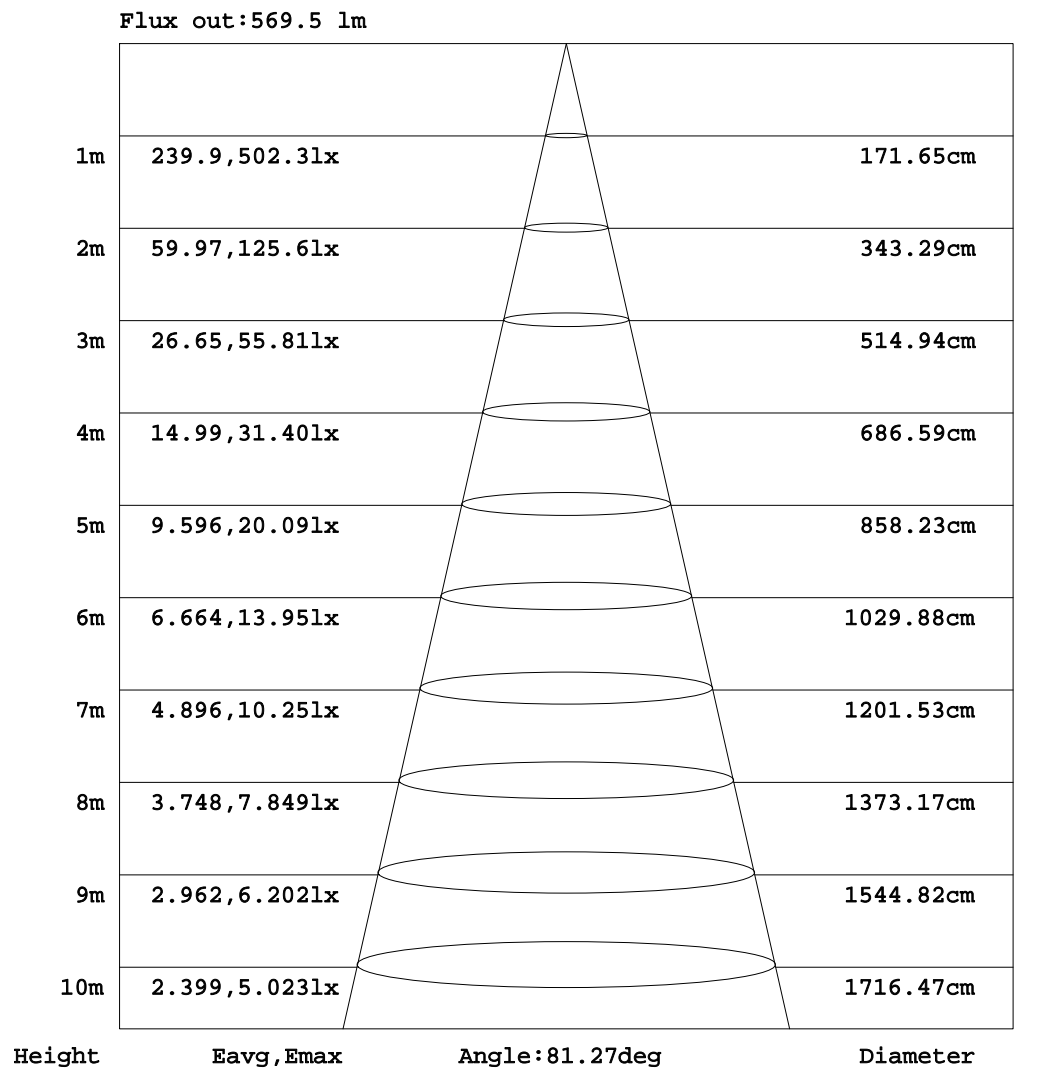 Flux out:569.5 lm
1m 239.9,502.3lx 171.65cm
2m 59.97,125.6lx 343.29cm
3m 26.65,55.81lx 514.94cm
4m 14.99,31.40lx 686.59cm
5m 9.596,20.09lx 858.23cm
6m 6.664,13.95lx 1029.88cm
7m 4.896,10.25lx 1201.53cm
8m 3.748,7.849lx 1373.17cm
9m 2.962,6.202lx 1544.82cm
10m 2.399,5.023lx 1716.47cm
Height Eavg,Emax Angle:81.27deg Diameter